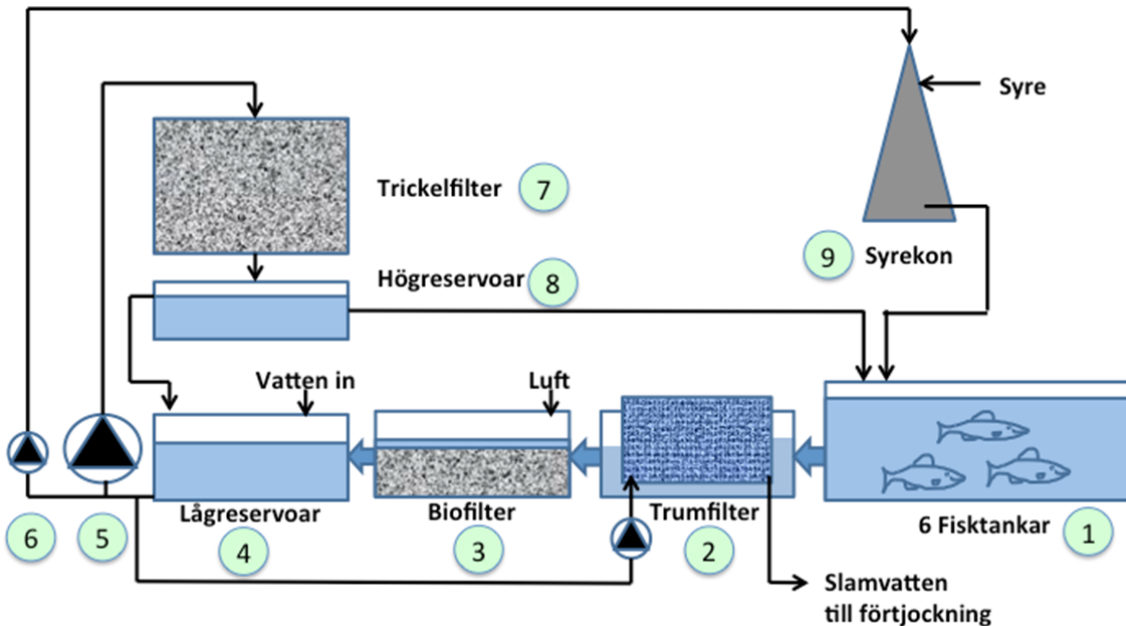 Syre
Trickelfilter 7
9 Syrekon
Högreservoar 8
Vatten in
Luft
Lågreservoar
Biofilter
Trumfilter
6 Fisktankar 1
6
5
4
3
2
Slamvatten
till förtjockning